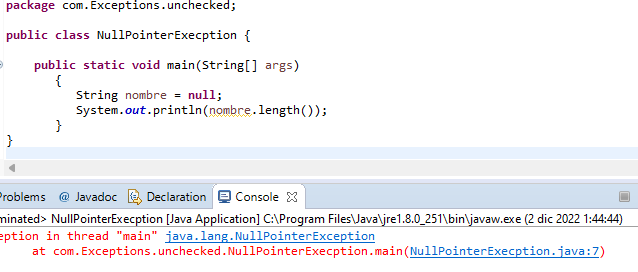 package com.Exceptions.unchecked;
public class NullPointerExecption {
public static void main(String[] args)
{
String nombre = null;
System.out.println(nombre.length());
}
}
Problems @ Javadoc Declaration Console
minated> NullPointerExecption [Java Application] C:\Program Files\Java\jre1.8.0_251\bin\javaw.exe (2 dic 2022 1:44:44)
eption in thread "main" java.lang.NullPointerException
at com.Exceptions.unchecked.NullPointerExecption.main(NullPointerExecption.java:7)